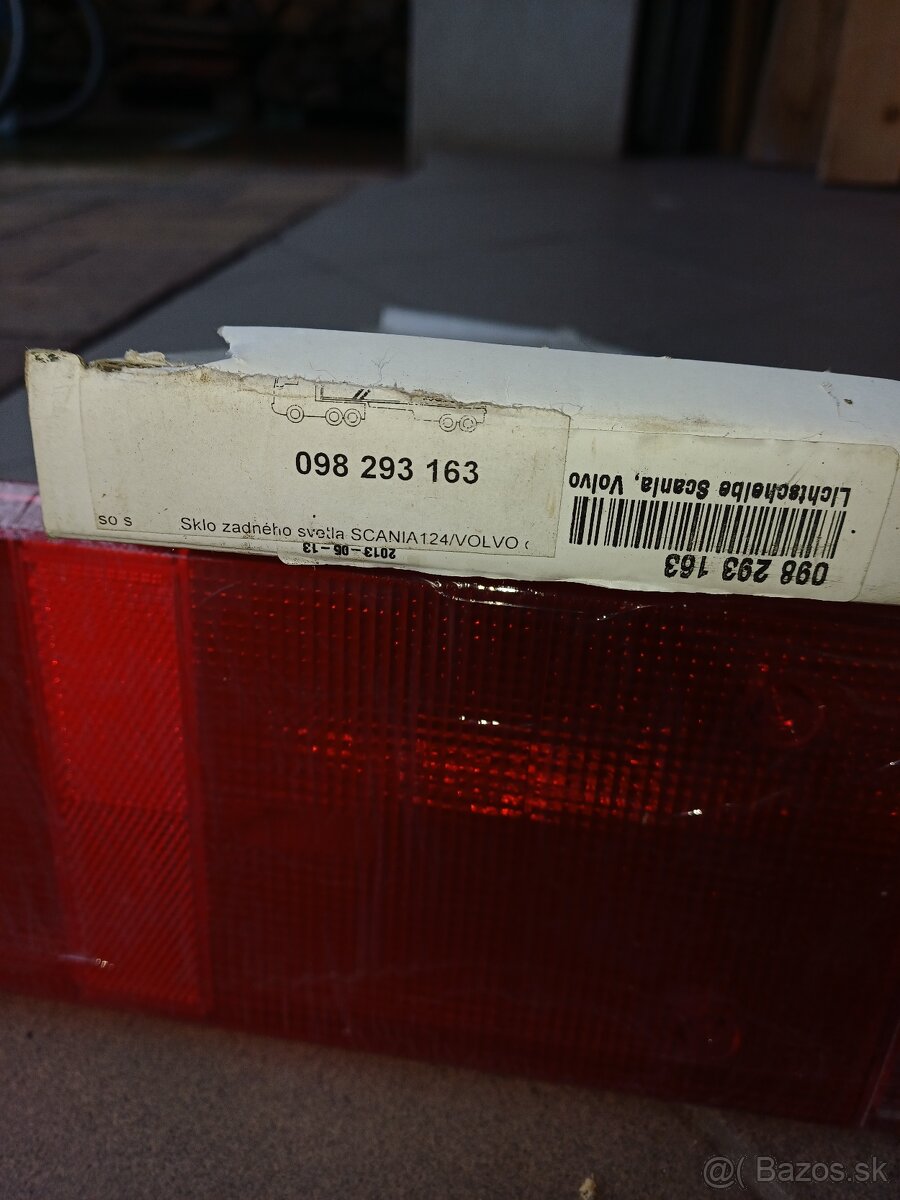 098 293 163
SO S
Sklo zadného svetla SCANIA124/VOLVO
2013-05-13
Lichtscheibe Scania, Volvo
098 293 163
@( Bazos.sk